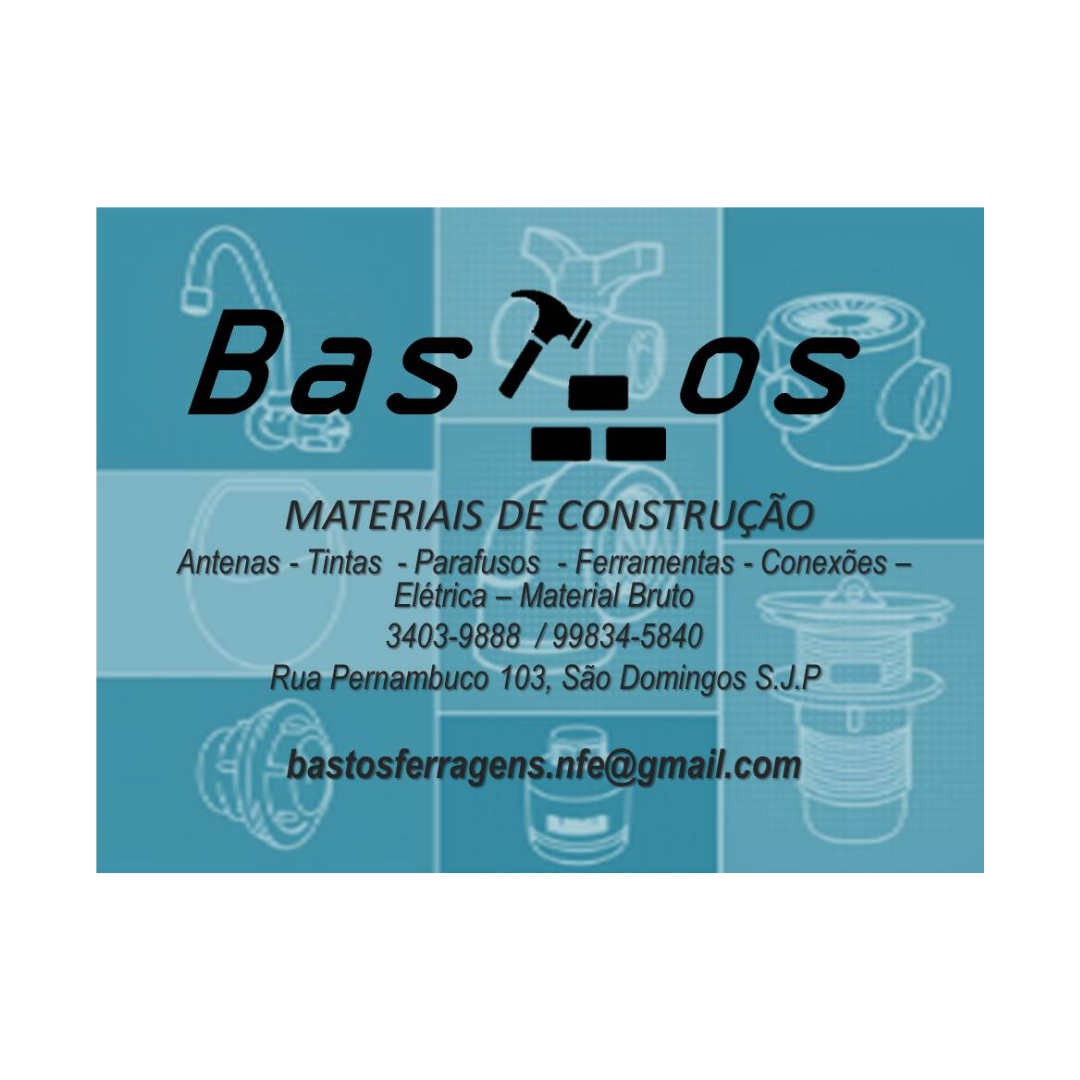 Bastos
MATERIAIS DE CONSTRUÇÃO
Antenas - Tintas - Parafusos - Ferramentas - Conexões –
Elétrica – Material Bruto
3403-9888 / 99834-5840
Rua Pernambuco 103, São Domingos S.J.P
bastosferragens.nfe@gmail.com